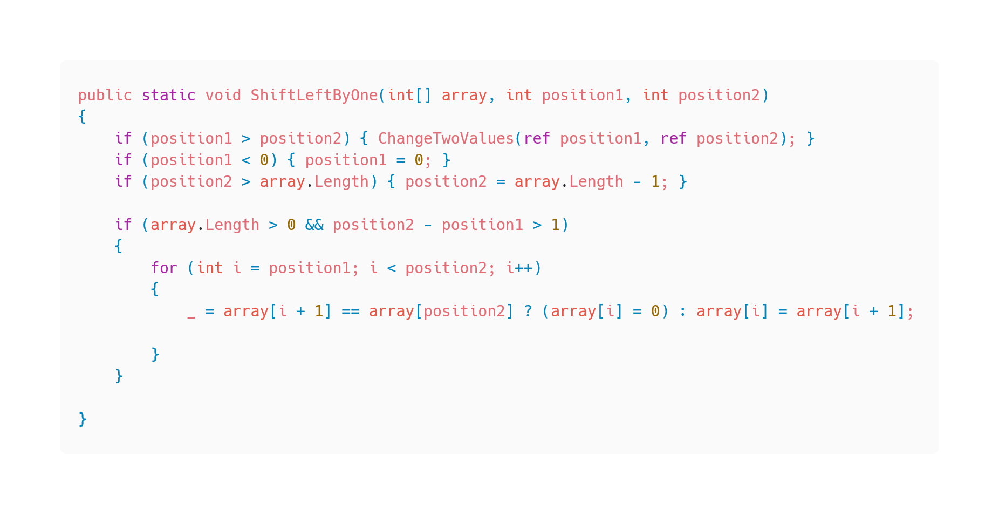 public static void ShiftLeftByOne(int[] array, int position1, int position2)
{
    if (position1 > position2) { ChangeTwoValues(ref position1, ref position2); }
    if (position1 < 0) { position1 = 0; }
    if (position2 > array.Length) { position2 = array.Length - 1; }

    if (array.Length > 0 && position2 - position1 > 1)
    {
        for (int i = position1; i < position2; i++)
        {
            _ = array[i + 1] == array[position2] ? (array[i] = 0) : array[i] = array[i + 1];

        }
    }

}